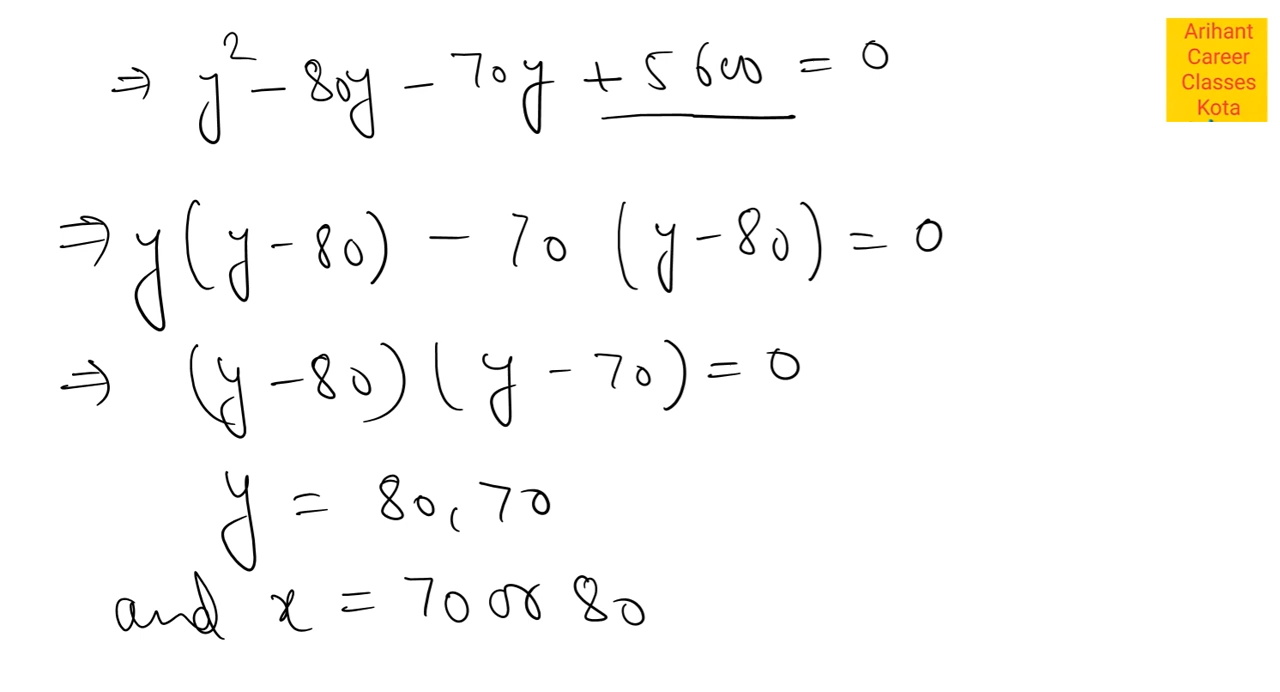 ⇒ y² - 80y - 70y + 5600 = 0
Arihant
Career
Classes
Kota
⇒ y(y-80) - 70 (y-80) = 0
⇒ (y-80)(y-70) = 0
y = 80, 70
and x = 70 or 80